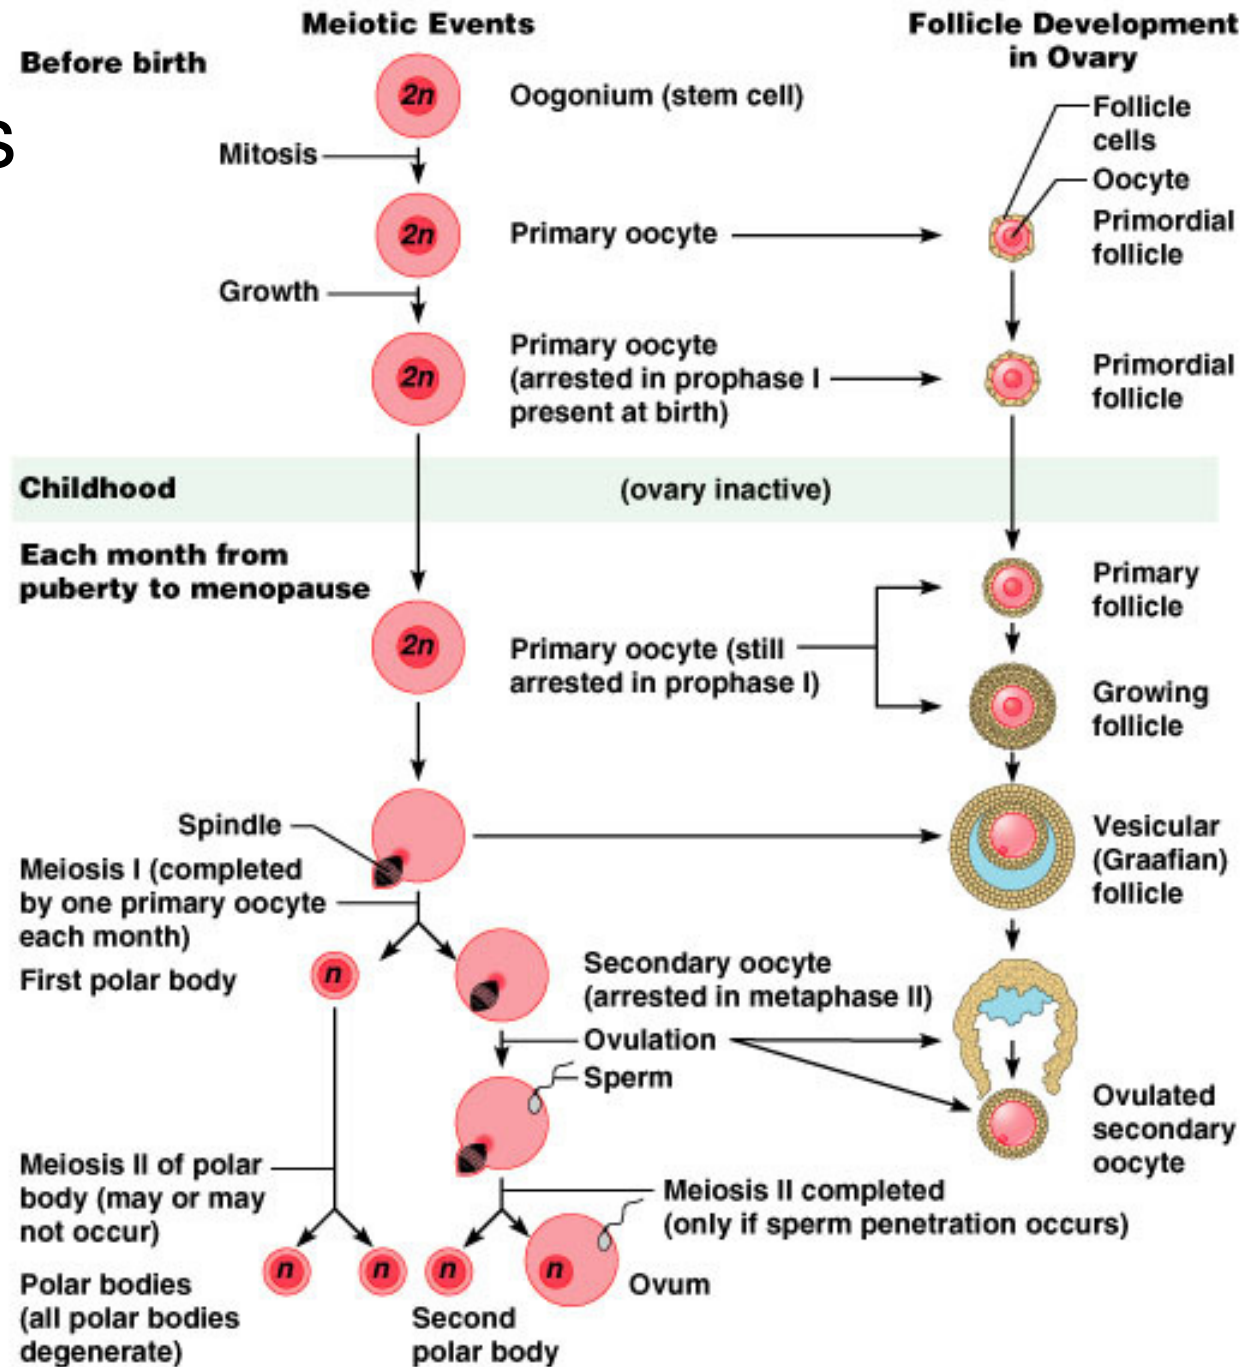 Meiotic Events
Follicle Development
in Ovary
Before birth
s
2n
Oogonium (stem cell)
Follicle
cells
Mitosis
Oocyte
2n
Primary oocyte
Primordial
follicle
Growth
2n
Primary oocyte
(arrested in prophase I
present at birth)
Primordial
follicle
Childhood
(ovary inactive)
Each month from
puberty to menopause
2n
Primary oocyte (still
arrested in prophase I)
Primary
follicle
Growing
follicle
Spindle
Vesicular
(Graafian)
follicle
Meiosis I (completed
by one primary oocyte
each month)
First polar body
n
Secondary oocyte
(arrested in metaphase II)
Ovulation
Sperm
Ovulated
secondary
oocyte
Meiosis II of polar
body (may or may
not occur)
Meiosis II completed
(only if sperm penetration occurs)
n
n
n
n
Ovum
Polar bodies
(all polar bodies
degenerate)
Second
polar body